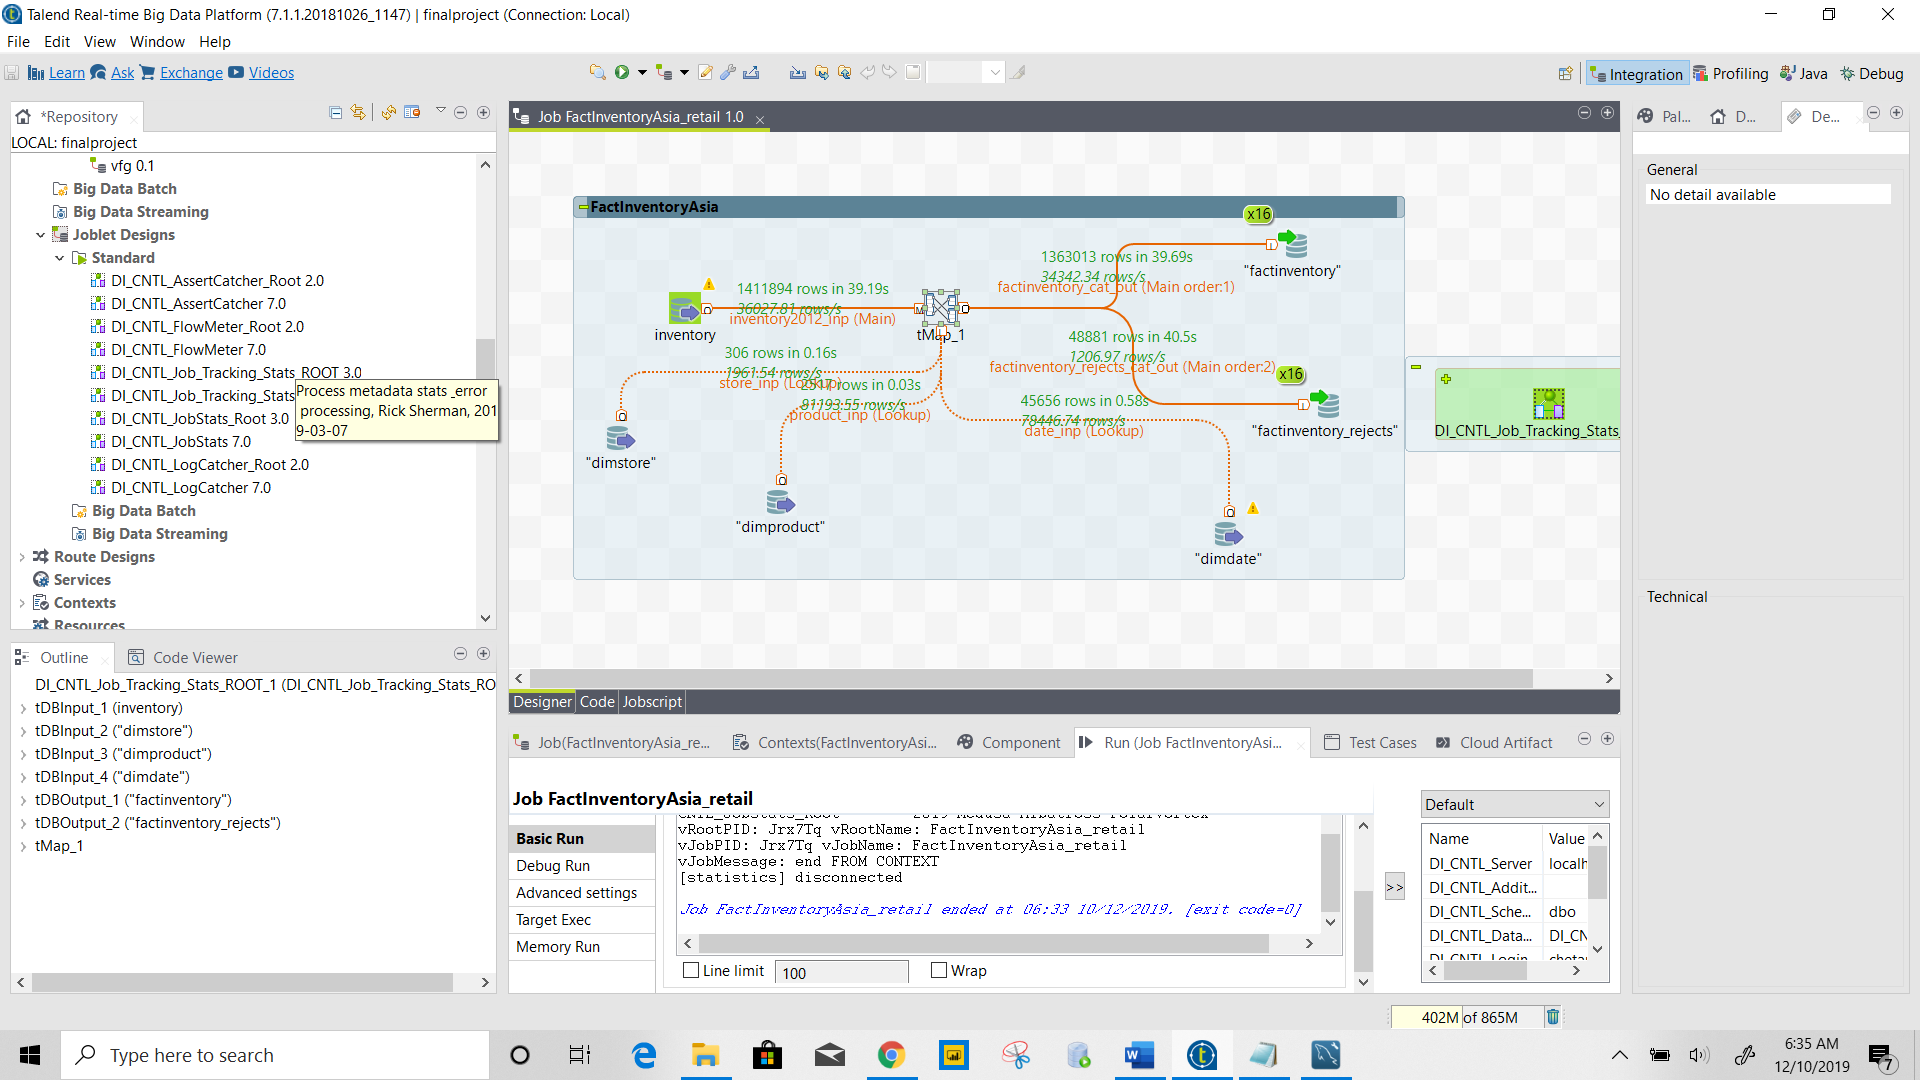 Talend Real-time Big Data Platform (7.1.1.20181026_1147) | finalproject (Connection: Local)
File Edit View Window Help
Learn Ask Exchange Videos
Integration Profiling Java Debug
*Repository
LOCAL: finalproject
vfg 0.1
Big Data Batch
Big Data Streaming
Joblet Designs
Standard
DI_CNTL_AssertCatcher_Root 2.0
DI_CNTL_AssertCatcher 7.0
DI_CNTL_FlowMeter_Root 2.0
DI_CNTL_FlowMeter 7.0
DI_CNTL_Job_Tracking_Stats_ROOT 3.0
DI_CNTL_Job_Tracking_Stats
DI_CNTL_JobStats_Root 3.0
DI_CNTL_JobStats 7.0
DI_CNTL_LogCatcher_Root 2.0
DI_CNTL_LogCatcher 7.0
Process metadata stats _error
processing, Rick Sherman, 201
9-03-07
Big Data Batch
Big Data Streaming
Route Designs
Services
Contexts
Resources
Outline Code Viewer
DI_CNTL_Job_Tracking_Stats_ROOT_1 (DI_CNTL_Job_Tracking_Stats_RO
tDBInput_1 (inventory)
tDBInput_2 ("dimstore")
tDBInput_3 ("dimproduct")
tDBInput_4 ("dimdate")
tDBOutput_1 ("factinventory")
tDBOutput_2 ("factinventory_rejects")
tMap_1
Job FactInventoryAsia_retail 1.0
FactInventoryAsia
x16
1363013 rows in 39.69s
34342.34 rows/s
factinventory_cat_out (Main order:1)
"factinventory"
1411894 rows in 39.19s
36027.81 rows/s
inventory2012_inp (Main)
inventory
tMap_1
48881 rows in 40.5s
1206.97 rows/s
factinventory_rejects_cat_out (Main order:2)
x16
"factinventory_rejects"
306 rows in 0.16s
1961.54 rows/s
store_inp (Lookup)
2517 rows in 0.03s
81193.55 rows/s
product_inp (Lookup)
45656 rows in 0.58s
78446.74 rows/s
date_inp (Lookup)
"dimstore"
"dimproduct"
"dimdate"
DI_CNTL_Job_Tracking_Stats_
Designer Code Jobscript
Job(FactInventoryAsia_re... Contexts(FactInventoryAsi... Component Run (Job FactInventoryAsi... Test Cases Cloud Artifact
Job FactInventoryAsia_retail
Basic Run
Debug Run
Advanced settings
Target Exec
Memory Run
vRootPID: Jrx7Tq vRootName: FactInventoryAsia_retail
vJobPID: Jrx7Tq vJobName: FactInventoryAsia_retail
vJobMessage: end FROM CONTEXT
[statistics] disconnected
Job FactInventoryAsia_retail ended at 06:33 10/12/2019. [exit code=0]
Line limit 100 Wrap
>>
Default
Name Value
DI_CNTL_Server localh
DI_CNTL_Addit...
DI_CNTL_Sche... dbo
DI_CNTL_Data... DI_CN
DI_CNTL_Login cheta
Pal... D... De...
General
No detail available
Technical
402M of 865M
Type here to search
6:35 AM
12/10/2019
7